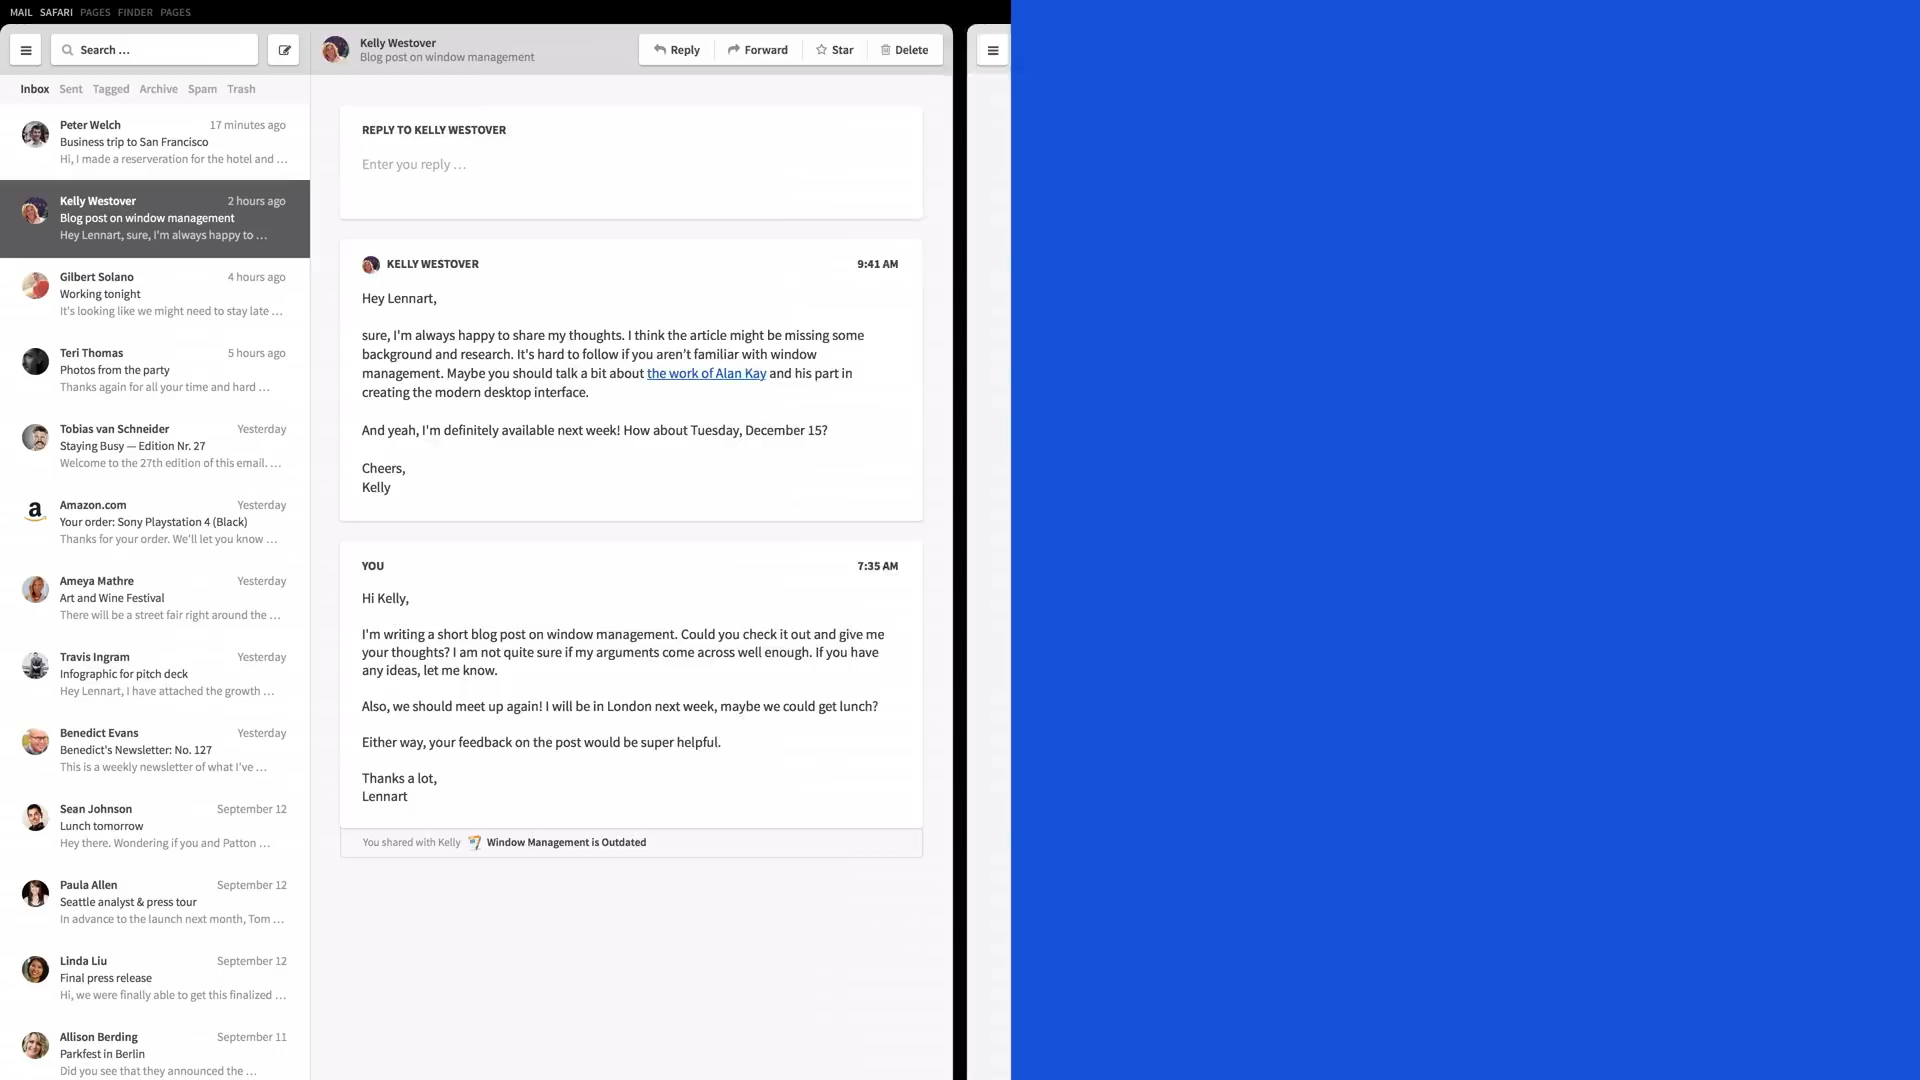 MAIL SAFARI PAGES FINDER PAGES
Search ...
Inbox Sent Tagged Archive Spam Trash
Peter Welch 17 minutes ago
Business trip to San Francisco
Hi, I made a reserveration for the hotel and ...
Kelly Westover 2 hours ago
Blog post on window management
Hey Lennart, sure, I'm always happy to ...
Gilbert Solano 4 hours ago
Working tonight
It's looking like we might need to stay late ...
Teri Thomas 5 hours ago
Photos from the party
Thanks again for all your time and hard ...
Tobias van Schneider Yesterday
Staying Busy — Edition Nr. 27
Welcome to the 27th edition of this email. ...
a
Amazon.com Yesterday
Your order: Sony Playstation 4 (Black)
Thanks for your order. We'll let you know ...
Ameya Mathre Yesterday
Art and Wine Festival
There will be a street fair right around the ...
Travis Ingram Yesterday
Infographic for pitch deck
Hey Lennart, I have attached the growth ...
Benedict Evans Yesterday
Benedict's Newsletter: No. 127
This is a weekly newsletter of what I've ...
Sean Johnson September 12
Lunch tomorrow
Hey there. Wondering if you and Patton ...
Paula Allen September 12
Seattle analyst & press tour
In advance to the launch next month, Tom ...
Linda Liu September 12
Final press release
Hi, we were finally able to get this finalized ...
Allison Berding September 11
Parkfest in Berlin
Did you see that they announced the ...
Kelly Westover
Blog post on window management
Reply Forward Star Delete
REPLY TO KELLY WESTOVER
Enter you reply ...
KELLY WESTOVER 9:41 AM
Hey Lennart,
sure, I'm always happy to share my thoughts. I think the article might be missing some
background and research. It's hard to follow if you aren’t familiar with window
management. Maybe you should talk a bit about the work of Alan Kay and his part in
creating the modern desktop interface.
And yeah, I'm definitely available next week! How about Tuesday, December 15?
Cheers,
Kelly
YOU 7:35 AM
Hi Kelly,
I'm writing a short blog post on window management. Could you check it out and give me
your thoughts? I am not quite sure if my arguments come across well enough. If you have
any ideas, let me know.
Also, we should meet up again! I will be in London next week, maybe we could get lunch?
Either way, your feedback on the post would be super helpful.
Thanks a lot,
Lennart
You shared with Kelly Window Management is Outdated